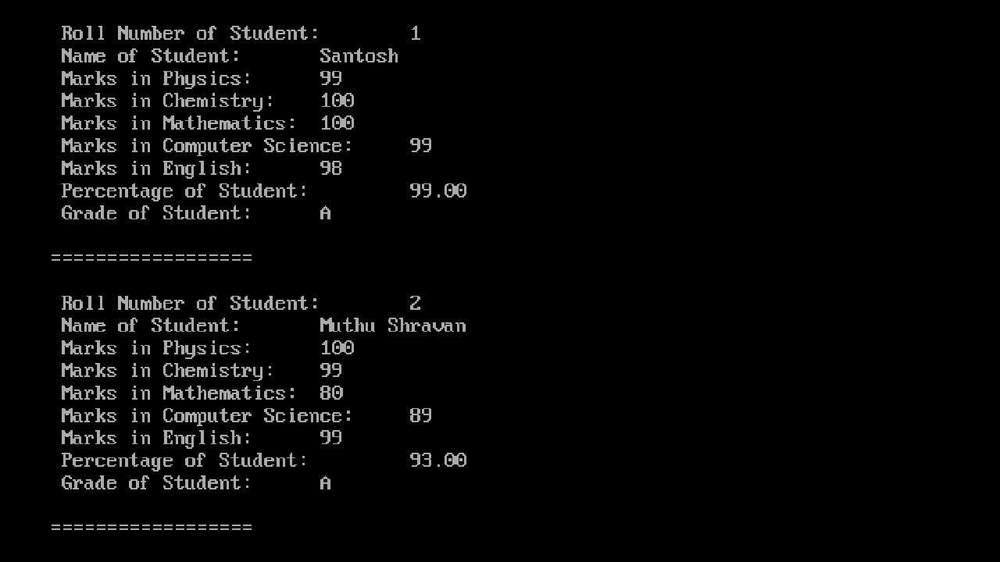 Roll Number of Student: 1
Name of Student: Santosh
Marks in Physics: 99
Marks in Chemistry: 100
Marks in Mathematics: 100
Marks in Computer Science: 99
Marks in English: 98
Percentage of Student: 99.00
Grade of Student: A
==================
Roll Number of Student: 2
Name of Student: Muthu Shravan
Marks in Physics: 100
Marks in Chemistry: 99
Marks in Mathematics: 80
Marks in Computer Science: 89
Marks in English: 99
Percentage of Student: 93.00
Grade of Student: A
==================